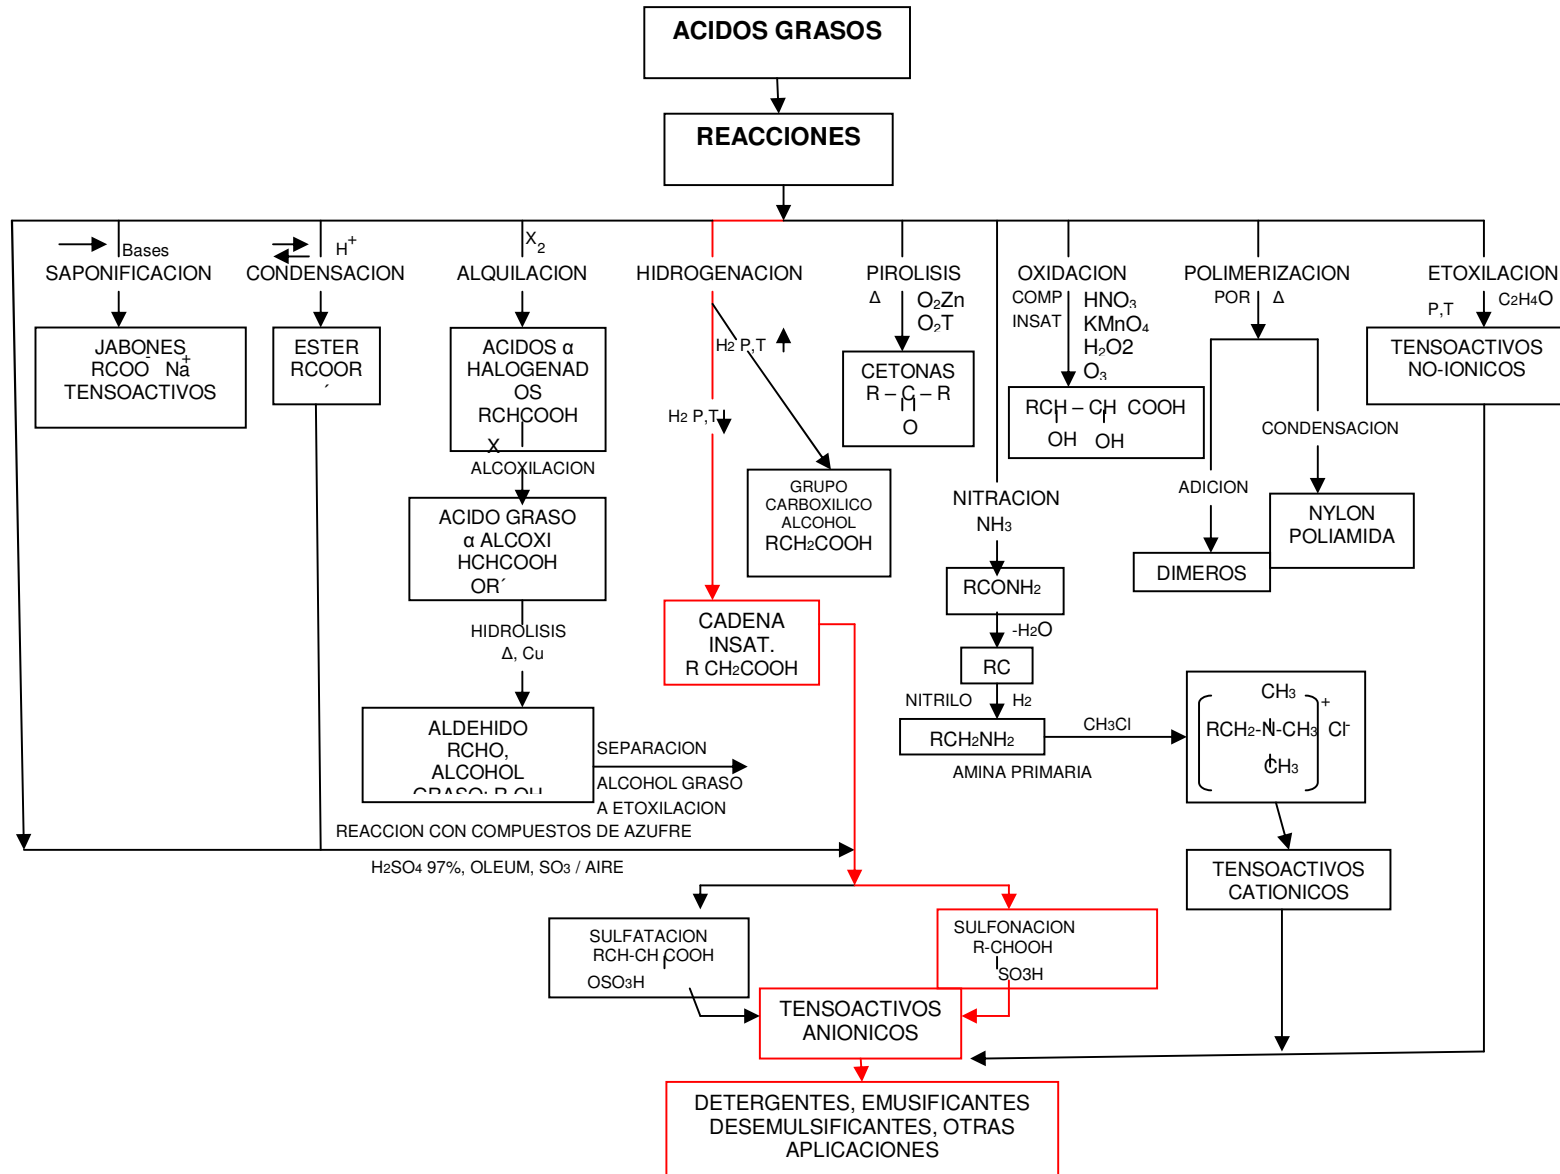 ACIDOS GRASOS
REACCIONES
Bases
SAPONIFICACION
JABONES
RCOO⁻ Na⁺
TENSOACTIVOS
H⁺
CONDENSACION
ESTER
RCOOR
´
X₂
ALQUILACION
ACIDOS α
HALOGENAD
OS
RCHCOOH
X
ALCOXILACION
ACIDO GRASO
α ALCOXI
HCHCOOH
OR´
HIDROLISIS
Δ, Cu
ALDEHIDO
RCHO,
ALCOHOL
GRASO: R OH
SEPARACION
ALCOHOL GRASO
A ETOXILACION
HIDROGENACION
H₂ P,T
H₂ P,T
GRUPO
CARBOXILICO
ALCOHOL
RCH₂COOH
CADENA
INSAT.
R CH₂COOH
PIROLISIS
Δ O₂Zn
O₂T
CETONAS
R – C – R
O
NITRACION
NH₃
RCONH₂
-H₂O
RC
NITRILO H₂
RCH₂NH₂
AMINA PRIMARIA
CH₃Cl
CH₃
RCH₂-N-CH₃ ⁺ Cl⁻
CH₃
TENSOACTIVOS
CATIONICOS
OXIDACION
COMP HNO₃
INSAT KMnO₄
H₂O2
O₃
RCH – CH COOH
OH OH
POLIMERIZACION
POR Δ
ADICION
DIMEROS
CONDENSACION
NYLON
POLIAMIDA
ETOXILACION
P,T C₂H₄O
TENSOACTIVOS
NO-IONICOS
REACCION CON COMPUESTOS DE AZUFRE
H₂SO₄ 97%, OLEUM, SO₃ / AIRE
SULFATACION
RCH-CH COOH
OSO₃H
SULFONACION
R-CHOOH
SO3H
TENSOACTIVOS
ANIONICOS
DETERGENTES, EMUSIFICANTES
DESEMULSIFICANTES, OTRAS
APLICACIONES